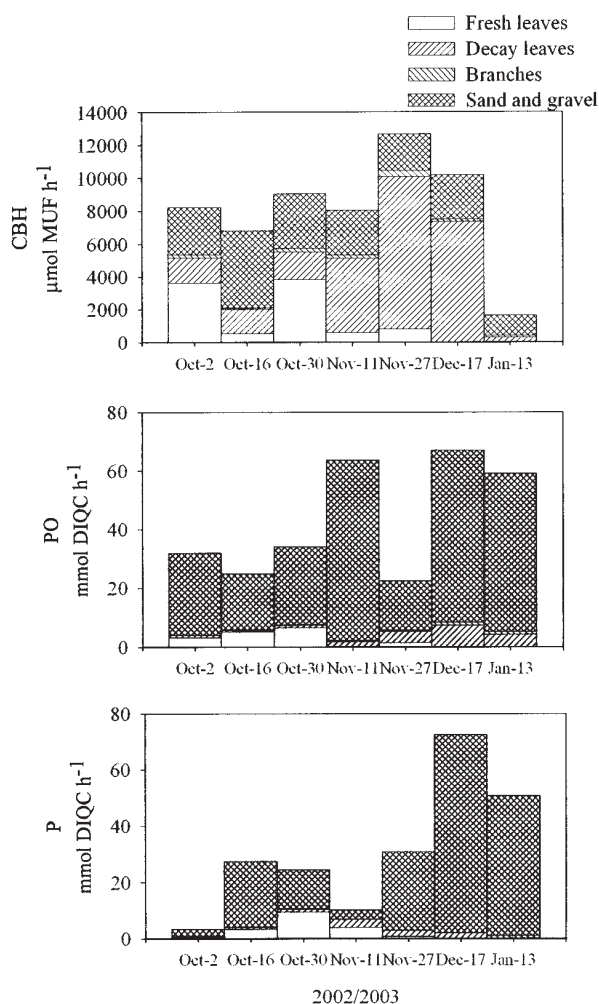 Fresh leaves
Decay leaves
Branches
Sand and gravel
14000
12000
10000
8000
6000
4000
2000
0
CBH
µmol MUF h⁻¹
Oct-2 Oct-16 Oct-30 Nov-11 Nov-27 Dec-17 Jan-13
80
60
40
20
0
PO
mmol DIQC h⁻¹
Oct-2 Oct-16 Oct-30 Nov-11 Nov-27 Dec-17 Jan-13
80
60
40
20
0
P
mmol DIQC h⁻¹
Oct-2 Oct-16 Oct-30 Nov-11 Nov-27 Dec-17 Jan-13
2002/2003